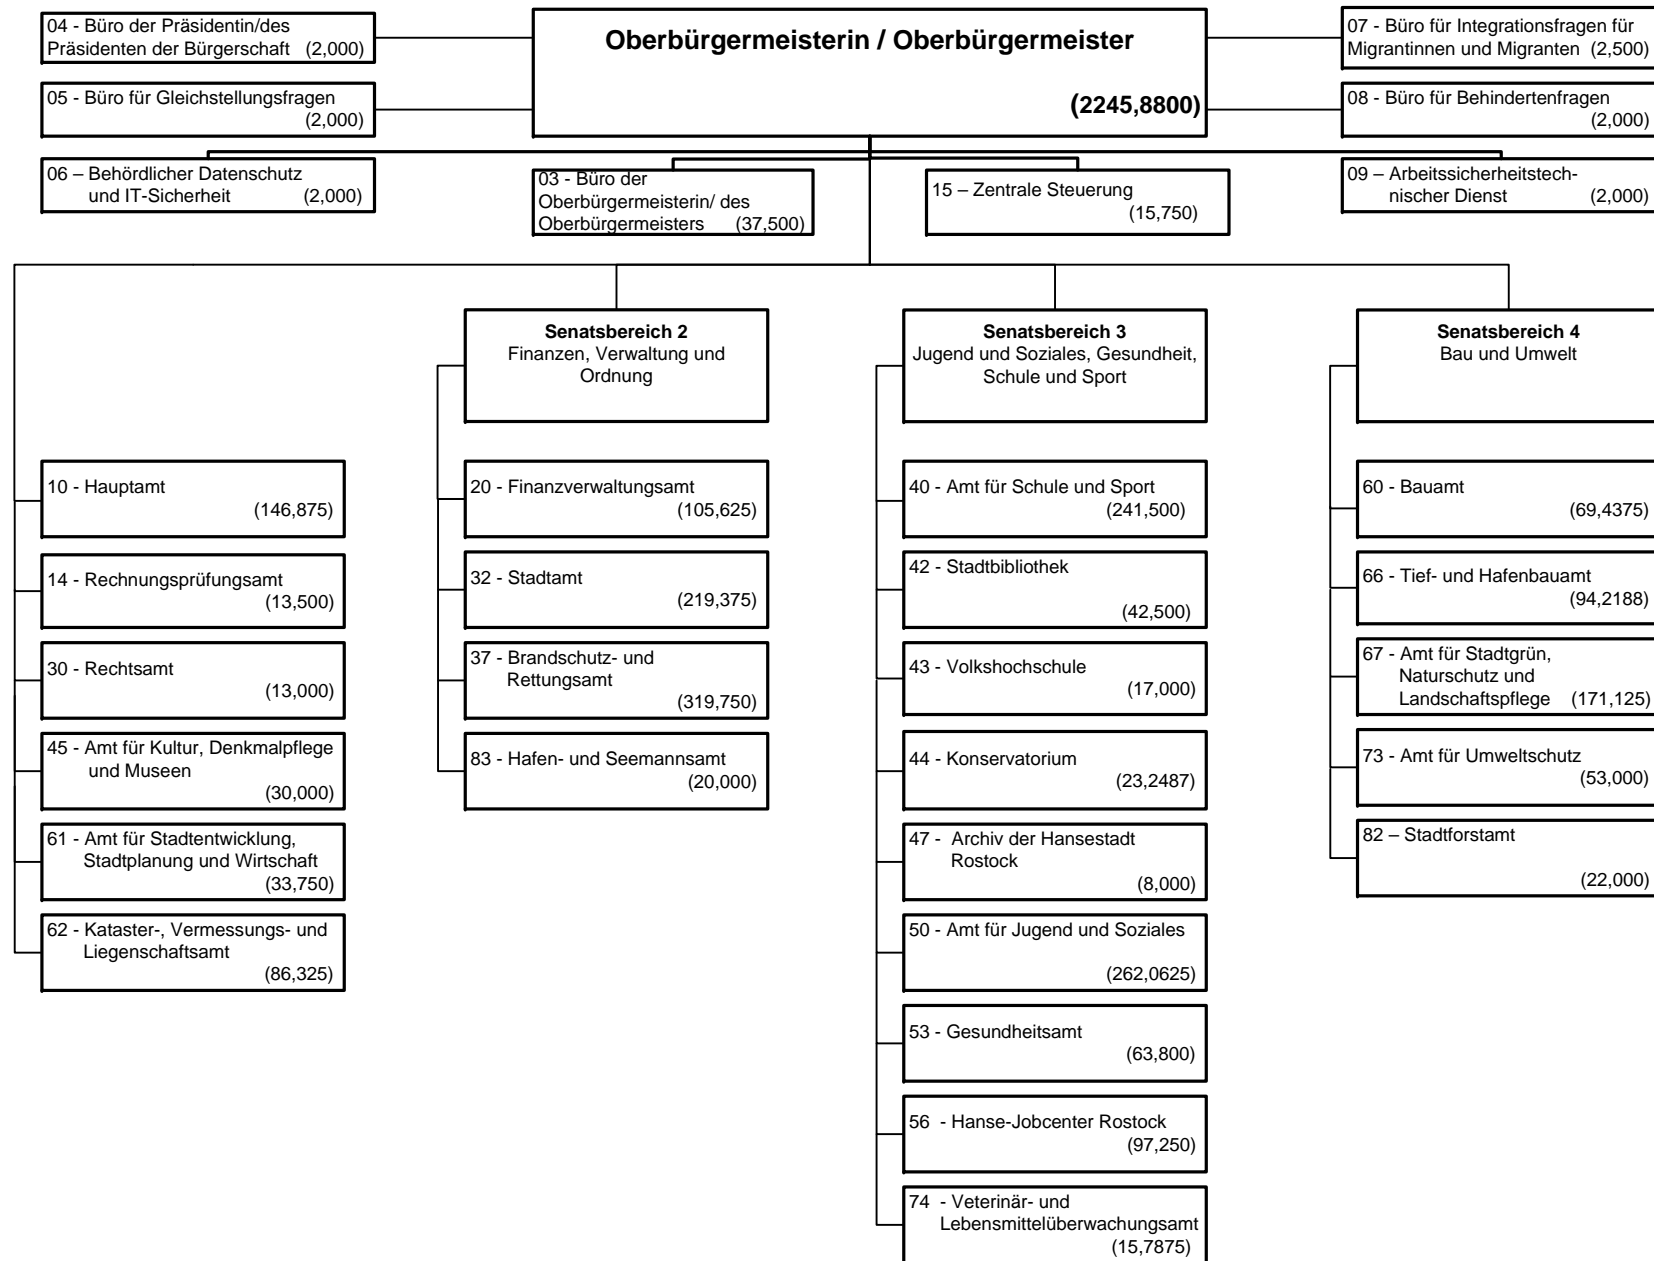 04 - Büro der Präsidentin/des
Präsidenten der Bürgerschaft (2,000)
Oberbürgermeisterin / Oberbürgermeister
(2245,8800)
07 - Büro für Integrationsfragen für
Migrantinnen und Migranten (2,500)
05 - Büro für Gleichstellungsfragen
(2,000)
08 - Büro für Behindertenfragen
(2,000)
06 – Behördlicher Datenschutz
und IT-Sicherheit (2,000)
03 - Büro der
Oberbürgermeisterin/ des
Oberbürgermeisters (37,500)
15 – Zentrale Steuerung
(15,750)
09 – Arbeitssicherheitstech-
nischer Dienst (2,000)
Senatsbereich 2
Finanzen, Verwaltung und
Ordnung
Senatsbereich 3
Jugend und Soziales, Gesundheit,
Schule und Sport
Senatsbereich 4
Bau und Umwelt
10 - Hauptamt
(146,875)
14 - Rechnungsprüfungsamt
(13,500)
30 - Rechtsamt
(13,000)
45 - Amt für Kultur, Denkmalpflege
und Museen
(30,000)
61 - Amt für Stadtentwicklung,
Stadtplanung und Wirtschaft
(33,750)
62 - Kataster-, Vermessungs- und
Liegenschaftsamt
(86,325)
20 - Finanzverwaltungsamt
(105,625)
32 - Stadtamt
(219,375)
37 - Brandschutz- und
Rettungsamt
(319,750)
83 - Hafen- und Seemannsamt
(20,000)
40 - Amt für Schule und Sport
(241,500)
42 - Stadtbibliothek
(42,500)
43 - Volkshochschule
(17,000)
44 - Konservatorium
(23,2487)
47 - Archiv der Hansestadt
Rostock
(8,000)
50 - Amt für Jugend und Soziales
(262,0625)
53 - Gesundheitsamt
(63,800)
56 - Hanse-Jobcenter Rostock
(97,250)
74 - Veterinär- und
Lebensmittelüberwachungsamt
(15,7875)
60 - Bauamt
(69,4375)
66 - Tief- und Hafenbauamt
(94,2188)
67 - Amt für Stadtgrün,
Naturschutz und
Landschaftspflege (171,125)
73 - Amt für Umweltschutz
(53,000)
82 – Stadtforstamt
(22,000)